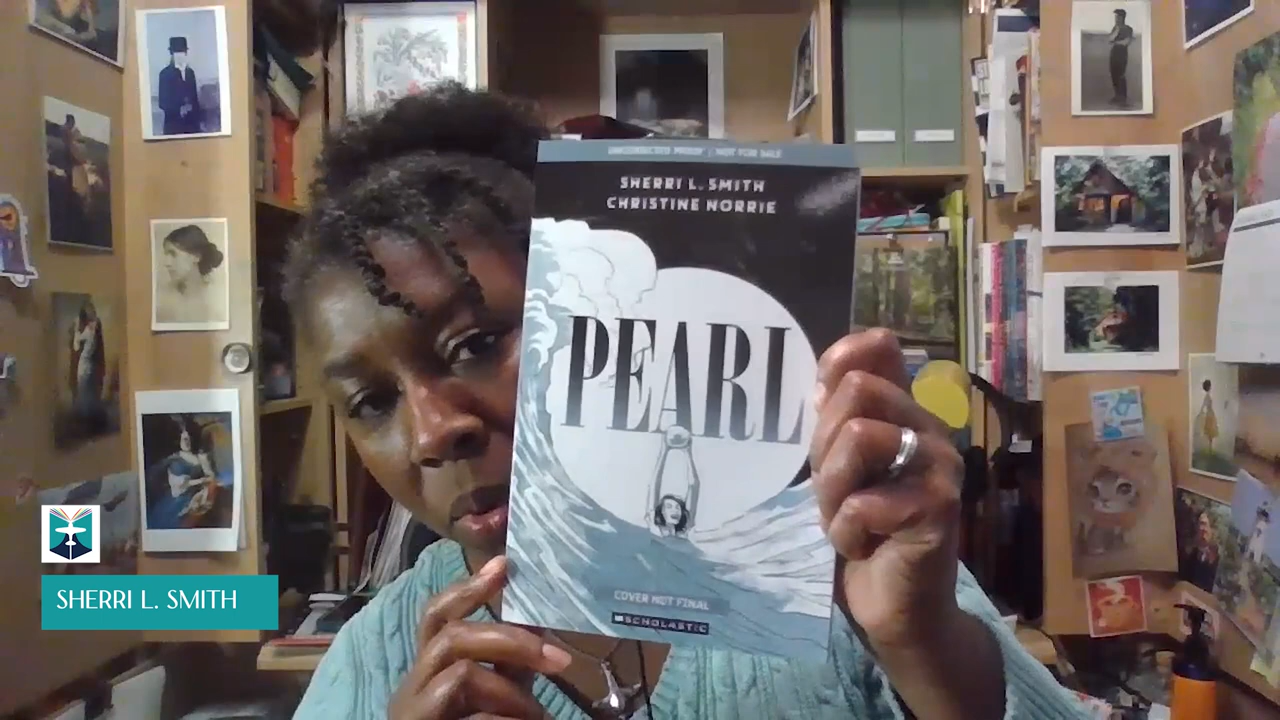 UNCORRECTED PROOF | NOT FOR SALE
SHERRI L. SMITH
CHRISTINE NORRIE
PEARL
COVER NOT FINAL
SCHOLASTIC
SHERRI L. SMITH